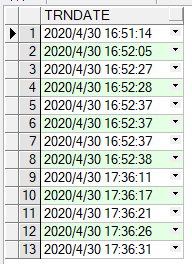 TRNDATE
1 2020/4/30 16:51:14
2 2020/4/30 16:52:05
3 2020/4/30 16:52:27
4 2020/4/30 16:52:28
5 2020/4/30 16:52:37
6 2020/4/30 16:52:37
7 2020/4/30 16:52:37
8 2020/4/30 16:52:38
9 2020/4/30 17:36:11
10 2020/4/30 17:36:17
11 2020/4/30 17:36:21
12 2020/4/30 17:36:26
13 2020/4/30 17:36:31